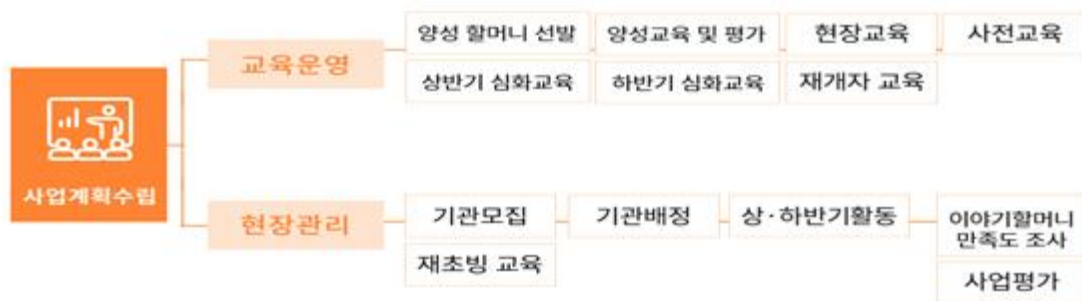 사업계획수립
교육운영
양성 할머니 선발
양성교육 및 평가
현장교육
사전교육
상반기 심화교육
하반기 심화교육
재개자 교육
현장관리
기관모집
기관배정
상·하반기활동
이야기할머니
만족도 조사
재초빙 교육
사업평가